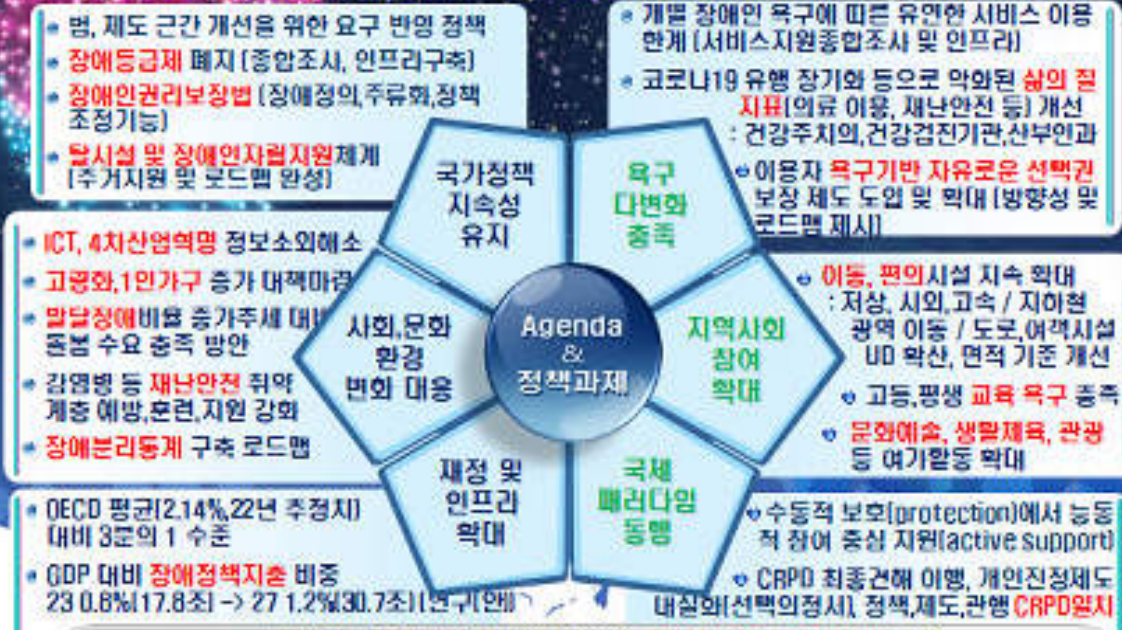 • 법, 제도 근간 개선을 위한 요구 반영 정책
• 장애등급제 폐지 (종합조사, 인프라구축)
• 장애인권리보장법 (장애정의,주류화,정책
조정기능)
• 탈시설 및 장애인자립지원체계
(주거지원 및 로드맵 완성)
• 개별 장애인 욕구에 따른 유연한 서비스 이용
한계 (서비스지원종합조사 및 인프라)
• 코로나19 유행 장기화 등으로 악화된 삶의 질
지표(의료 이용, 재난안전 등) 개선
: 건강주치의,건강검진기관,산부인과
• 이용자 욕구기반 자유로운 선택권
보장 제도 도입 및 확대 (방향성 및
로드맵 제시)
국가정책
지속성
유지
욕구
다변화
충족
• ICT, 4차산업혁명 정보소외해소
• 고령화,1인가구 증가 대책마련
• 발달장애비율 증가추세 대비
돌봄 수요 충족 방안
• 감염병 등 재난안전 취약
계층 예방,훈련,지원 강화
• 장애분리통계 구축 로드맵
사회,문화
환경
변화 대응
Agenda
&
정책과제
지역사회
참여
확대
• 이동, 편의시설 지속 확대
: 저상, 시외,고속 / 지하철
광역 이동 / 도로,여객시설
UD 확산, 면적 기준 개선
• 고등,평생 교육 욕구 충족
• 문화예술, 생활체육, 관광
등 여가활동 확대
재정 및
인프라
확대
국제
패러다임
동행
• OECD 평균(2.14%,22년 추정치)
대비 3분의 1 수준
• GDP 대비 장애정책지출 비중
23 0.8%(17.8조) -> 27 1.2%(30.7조)(연구(안))
• 수동적 보호(protection)에서 능동
적 참여 중심 지원(active support)
• CRPD 최종견해 이행, 개인진정제도
내실화(선택의정서), 정책,제도,관행 CRPD일치